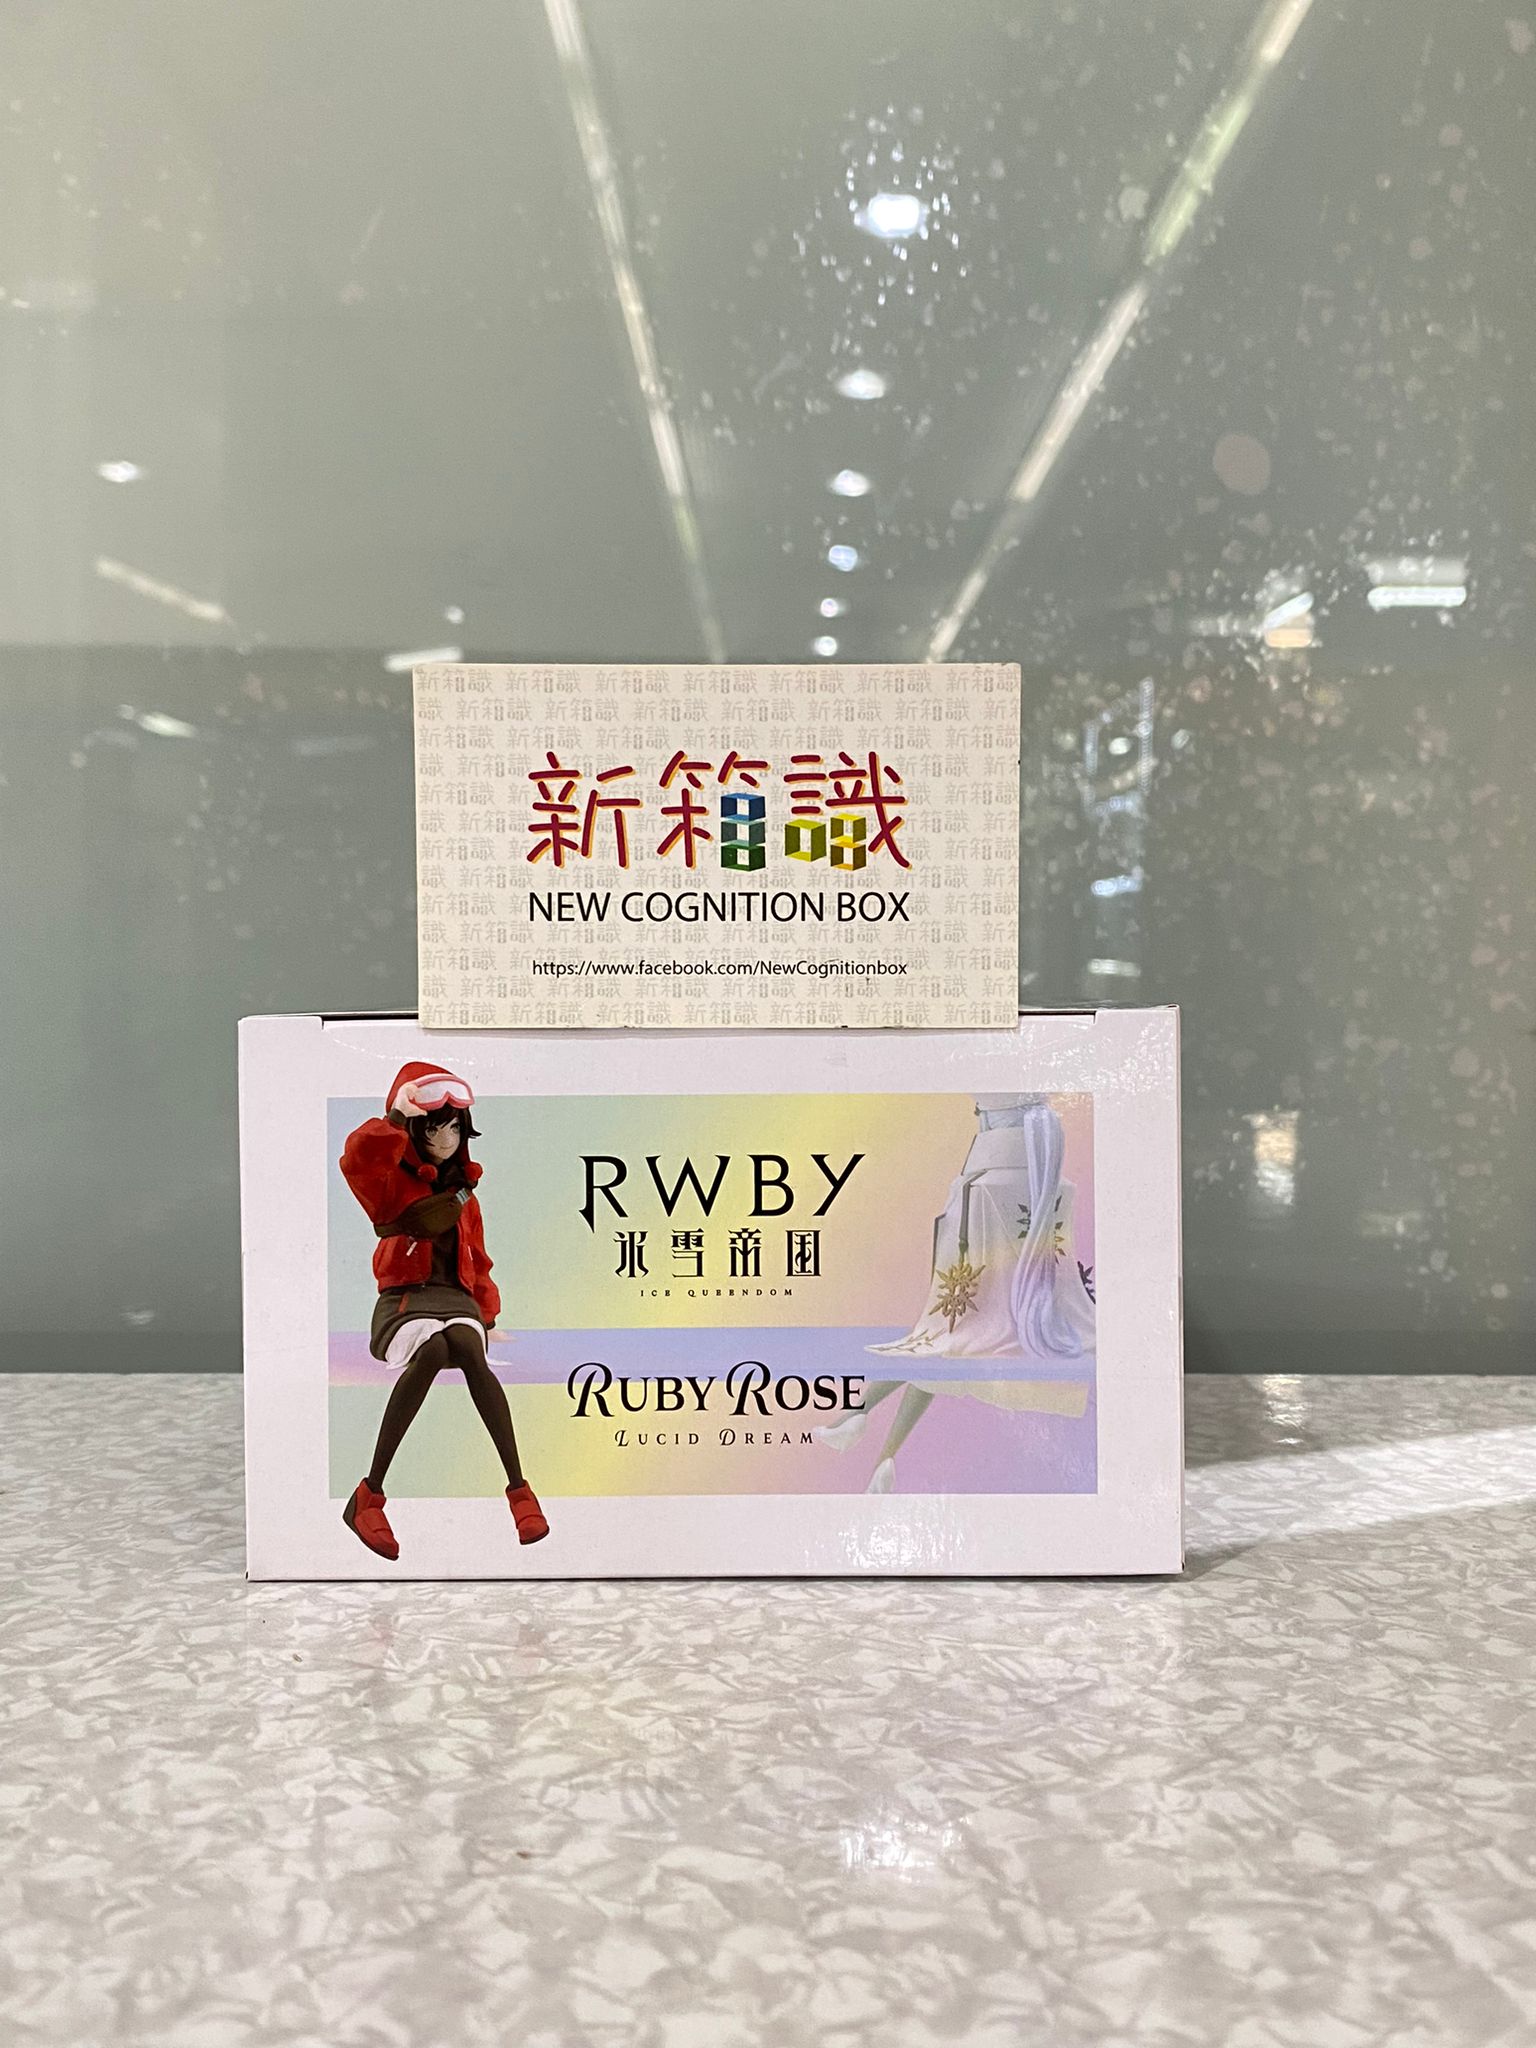 新箱識
NEW COGNITION BOX
https://www.facebook.com/NewCognitionbox
RWBY
氷雪帝国
ICE QUEENDOM
RUBY ROSE
LUCID DREAM